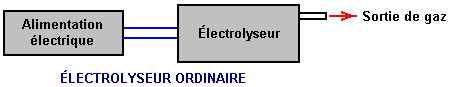 Alimentation
électrique
Électrolyseur
Sortie de gaz
ÉLECTROLYSEUR ORDINAIRE